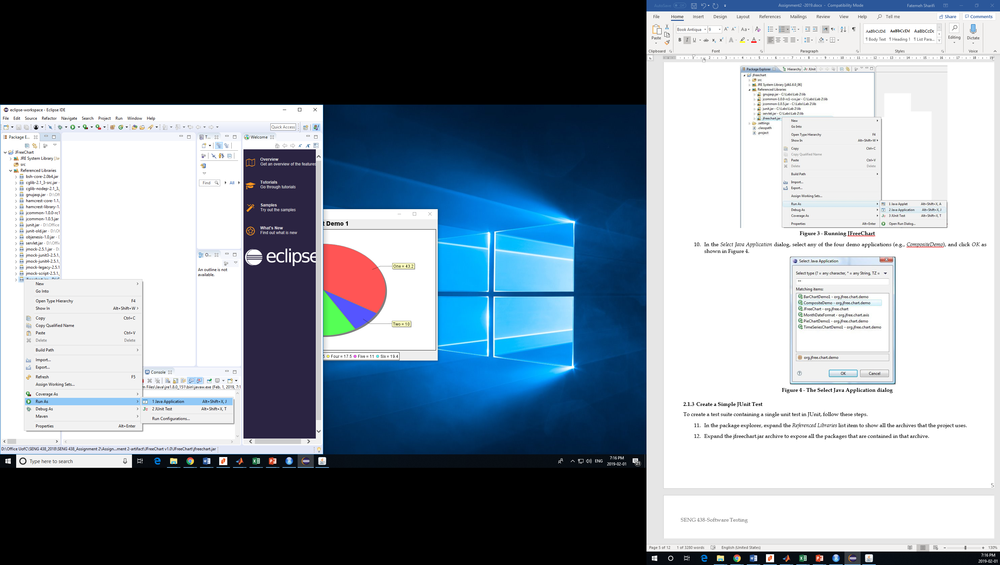 eclipse-workspace - Eclipse IDE
File Edit Source Refactor Navigate Search Project Run Window Help
Quick Access
Package E...
JFreeChart
JRE System Library [Ja
src
Referenced Libraries
bsh-core-2.0b4.jar
cglib-2.1_3-src.jar -
cglib-nodep-2.1_3.
gnujaxp.jar - D:\Off
hamcrest-core-1.1.
hamcrest-library-1.
jcommon-1.0.0-rc1
jcommon-1.0.5.jar
junit.jar - D:\Office
junit-old.jar - D:\Of
objenesis-1.0.jar - D
servlet.jar - D:\Offic
jmock-2.5.1.jar - D:
jmock-junit3-2.5.1.
jmock-junit4-2.5.1.
jmock-legacy-2.5.1
jmock-script-2.5.1.
New
Go Into
Open Type Hierarchy F4
Show In Alt+Shift+W >
Copy Ctrl+C
Copy Qualified Name
Paste Ctrl+V
Delete Delete
Build Path
Import...
Export...
Refresh F5
Assign Working Sets...
Coverage As
Run As
Debug As
Maven
Properties Alt+Enter
1 Java Application Alt+Shift+X, J
2 JUnit Test Alt+Shift+X, T
Run Configurations...
T...
Find All
O...
An outline is not
available.
Console
m Files\Java\jre1.8.0_151\bin\javaw.exe (Feb. 1, 2019, 7:1
Welcome
Overview
Get an overview of the features
Tutorials
Go through tutorials
Samples
Try out the samples
What's New
Find out what is new
eclipse
D:\Office UofC\SENG 438_2018\SENG 438_Assignment 2\Assign...ment 2-artifact\JFreeChart v1.0\JFreeChart\jfreechart.jar
t Demo 1
One = 43.2
Two = 10
5 Four = 17.5 Five = 11 Six = 19.4
Type here to search
ENG
7:16 PM
2019-02-01
21
AutoSave Off
Assignment2 -2019.docx - Compatibility Mode
Fatemeh Sharifi
File Home Insert Design Layout References Mailings Review View Help Tell me
Share Comments
Paste
Book Antiqua 9
AaBbCcDd AaBbCcDd AaBbCcDc
¶ Body Text ¶ Heading 1 ¶ List Para...
Editing
Dictate
Clipboard Font Paragraph Styles Voice
1 2 3 4 5 6 7 8 9 10 11 12 13 14 15 16 17 18 19
Package Explorer Hierarchy JUnit
jfreechart
src
JRE System Library [jdk1.6.0_06]
Referenced Libraries
gnujaxp.jar - C:\Labs\Lab 2\lib
jcommon-1.0.0-rc1-cvs.jar - C:\Labs\Lab 2\lib
jcommon-1.0.5.jar - C:\Labs\Lab 2\lib
junit.jar - C:\Labs\Lab 2\lib
servlet.jar - C:\Labs\Lab 2\lib
jfreechart.jar -
.settings
.classpath
.project
New
Go Into
Open Type Hierarchy F4
Show In Alt+Shift+W
Copy Ctrl+C
Copy Qualified Name
Paste Ctrl+V
Delete Delete
Build Path
Import...
Export...
Assign Working Sets...
Run As
Debug As
Coverage As
Properties Alt+Enter
1 Java Applet Alt+Shift+X, A
2 Java Application Alt+Shift+X, J
3 JUnit Test Alt+Shift+X, T
Open Run Dialog...
Figure 3 - Running JFreeChart
10. In the Select Java Application dialog, select any of the four demo applications (e.g., CompositeDemo), and click OK as
shown in Figure 4.
Select Java Application
Select type (? = any character, * = any String, TZ =
**
Matching items:
BarChartDemo1 - org.jfree.chart.demo
CompositeDemo - org.jfree.chart.demo
JFreeChart - org.jfree.chart
MonthDateFormat - org.jfree.chart.axis
PieChartDemo1 - org.jfree.chart.demo
TimeSeriesChartDemo1 - org.jfree.chart.demo
org.jfree.chart.demo
OK Cancel
Figure 4 - The Select Java Application dialog
2.1.3 Create a Simple JUnit Test
To create a test suite containing a single unit test in JUnit, follow these steps.
11. In the package explorer, expand the Referenced Libraries list item to show all the archives that the project uses.
12. Expand the jfreechart.jar archive to expose all the packages that are contained in that archive.
5
SENG 438-Software Testing
Page 5 of 12 1 of 3280 words English (United States) 130%
7:16 PM
2019-02-01